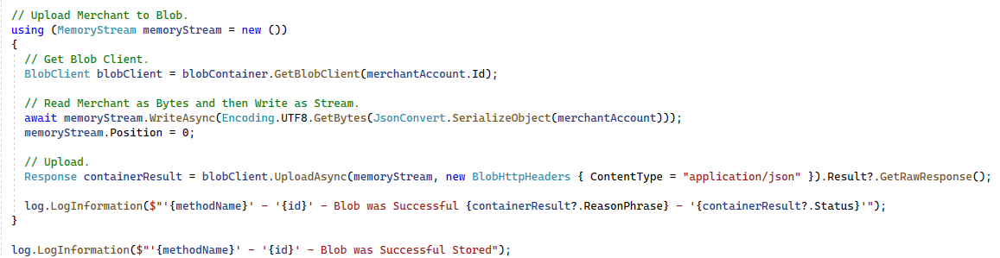 // Upload Merchant to Blob.
using (MemoryStream memoryStream = new ())
{
// Get Blob Client.
BlobClient blobClient = blobContainer.GetBlobClient(merchantAccount.Id);
// Read Merchant as Bytes and then Write as Stream.
await memoryStream.WriteAsync(Encoding.UTF8.GetBytes(JsonConvert.SerializeObject(merchantAccount)));
memoryStream.Position = 0;
// Upload.
Response containerResult = blobClient.UploadAsync(memoryStream, new BlobHttpHeaders { ContentType = "application/json" }).Result?.GetRawResponse();
log.LogInformation($"'{methodName}' - '{id}' - Blob was Successful {containerResult?.ReasonPhrase} - '{containerResult?.Status}'");
}
log.LogInformation($"'{methodName}' - '{id}' - Blob was Successful Stored");